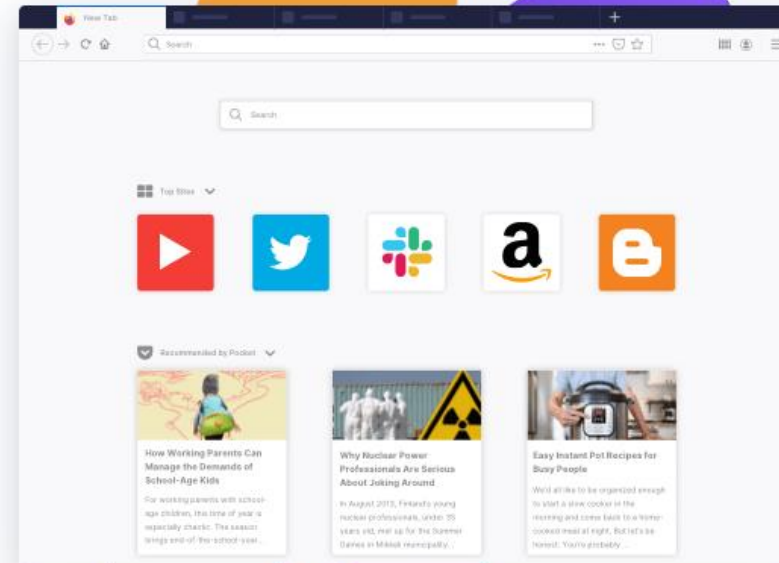 New Tab
Search
Search
Top Sites
a
Recommended by Pocket
How Working Parents Can
Manage the Demands of
School-Age Kids
For working parents with school-
age children, this time of year is
especially chaotic. The season
brings end-of-the-school-year...
Why Nuclear Power
Professionals Are Serious
About Joking Around
In August 2013, Finland's young
nuclear professionals, under 35
years old, met up for the Summer
Games in Mikkeli municipality...
Easy Instant Pot Recipes for
Busy People
We'd all like to be organized enough
to start a slow cooker in the
morning and come back to a home-
cooked meal at night. But let's be
honest: You're probably ...